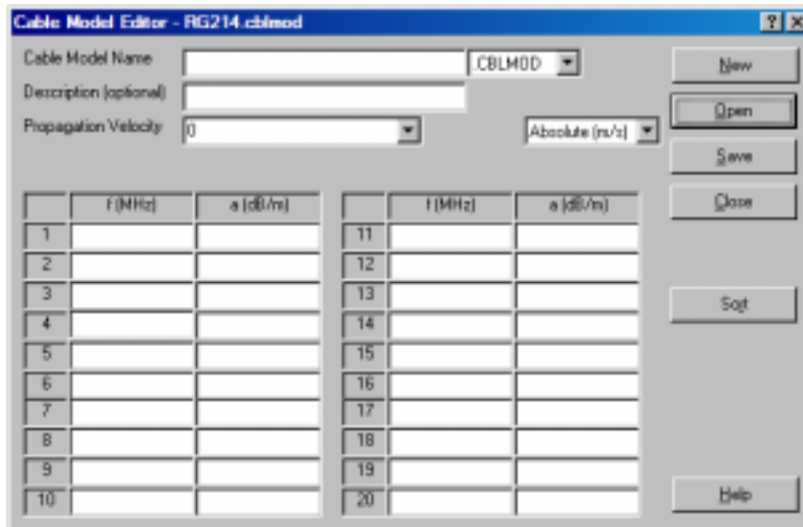 Cable Model Editor - RG214.cblmod
Cable Model Name
.CBLMOD
New
Description (optional)
Open
Propagation Velocity
0
Absolute (m/s)
Save
Close
f (MHz) a (dB/m) f (MHz) a (dB/m)
1 11
2 12
3 13
Sort
4 14
5 15
6 16
7 17
8 18
9 19
10 20
Help